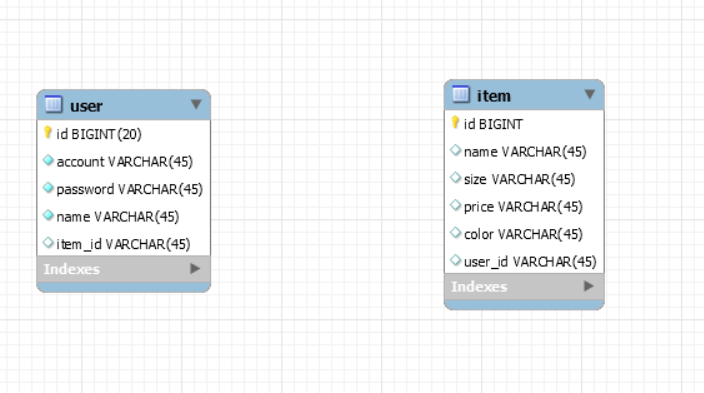 user
id BIGINT(20)
account VARCHAR(45)
password VARCHAR(45)
name VARCHAR(45)
item_id VARCHAR(45)
Indexes
item
id BIGINT
name VARCHAR(45)
size VARCHAR(45)
price VARCHAR(45)
color VARCHAR(45)
user_id VARCHAR(45)
Indexes